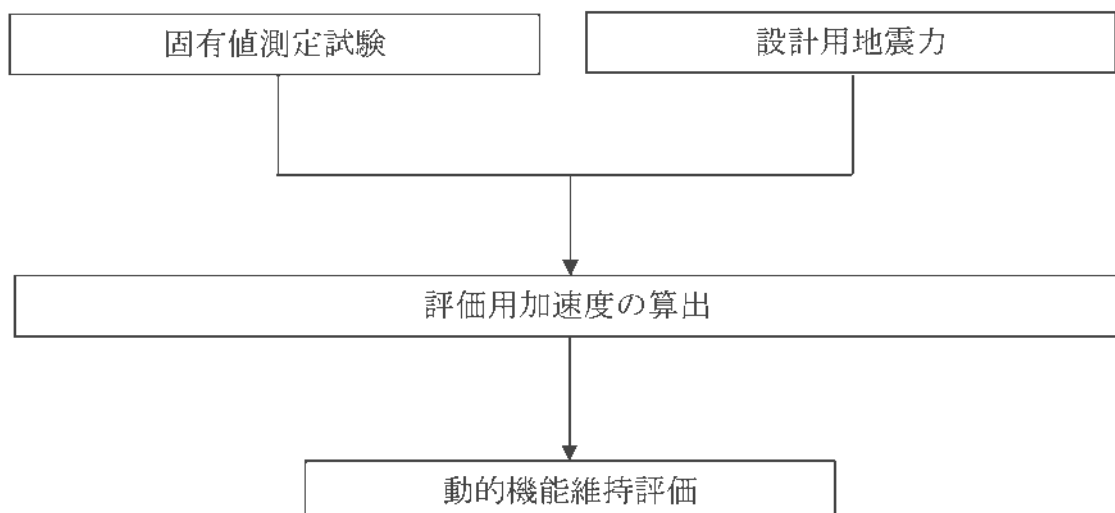 固有値測定試験
設計用地震力
評価用加速度の算出
動的機能維持評価